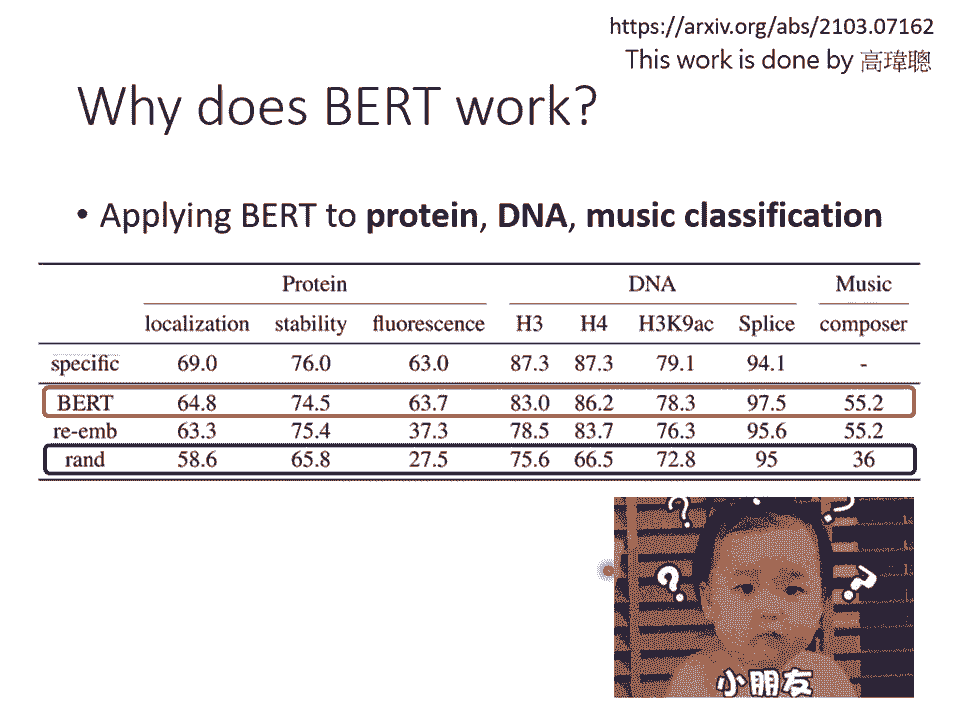 https://arxiv.org/abs/2103.07162
This work is done by 高瑋聰
Why does BERT work?
• Applying BERT to protein, DNA, music classification
Protein DNA Music
localization stability fluorescence H3 H4 H3K9ac Splice composer
specific 69.0 76.0 63.0 87.3 87.3 79.1 94.1 -
BERT 64.8 74.5 63.7 83.0 86.2 78.3 97.5 55.2
re-emb 63.3 75.4 37.3 78.5 83.7 76.3 95.6 55.2
rand 58.6 65.8 27.5 75.6 66.5 72.8 95 36
? ?
? ?
小朋友